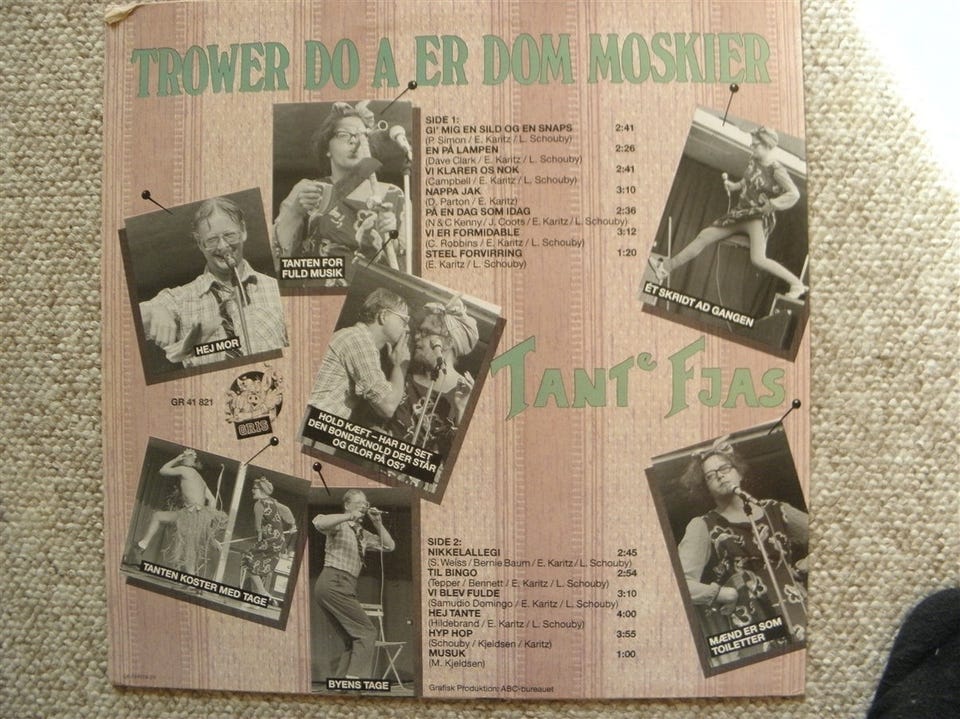 TROWER DO A ER DOM MOSKIER
SIDE 1:
GI' MIG EN SILD OG EN SNAPS 2:41
(P. Simon / E. Karitz / L. Schouby)
EN PÅ LAMPEN 2:26
(Dave Clark / E. Karitz / L. Schouby)
VI KLARER OS NOK 2:41
(Campbell / E. Karitz / L. Schouby)
NAPPA JAK 3:10
(D. Parton / E. Karitz)
PÅ EN DAG SOM IDAG 2:36
(N & C Kenny / J. Coots / E. Karitz / L. Schouby)
VI ER FORMIDABLE 3:12
(C. Robbins / E. Karitz / L. Schouby)
STEEL FORVIRRING 1:20
(E. Karitz / L. Schouby)
TANTEN FOR
FULD MUSIK
ET SKRIDT AD GANGEN
HEJ MOR
TANTE FJAS
GR 41 821
GRIS
HOLD KÆFT – HAR DU SET
DEN BONDEKNOLD DER STÅR
OG GLOR PÅ OS?
TANTEN KOSTER MED TAGE
BYENS TAGE
SIDE 2:
NIKKELALLEGI 2:45
(S. Weiss / Bernie Baum / E. Karitz / L. Schouby)
TIL BINGO 2:54
(Tepper / Bennett / E. Karitz / L. Schouby)
VI BLEV FULDE 3:10
(Samudio Domingo / E. Karitz / L. Schouby)
HEJ TANTE 4:00
(Hildebrand / E. Karitz / L. Schouby)
HYP HOP 3:55
(Schouby / Kjeldsen / Karitz)
MUSUK 1:00
(M. Kjeldsen)
MÆND ER SOM
TOILETTER
Grafisk Produktion: ABC-bureauet